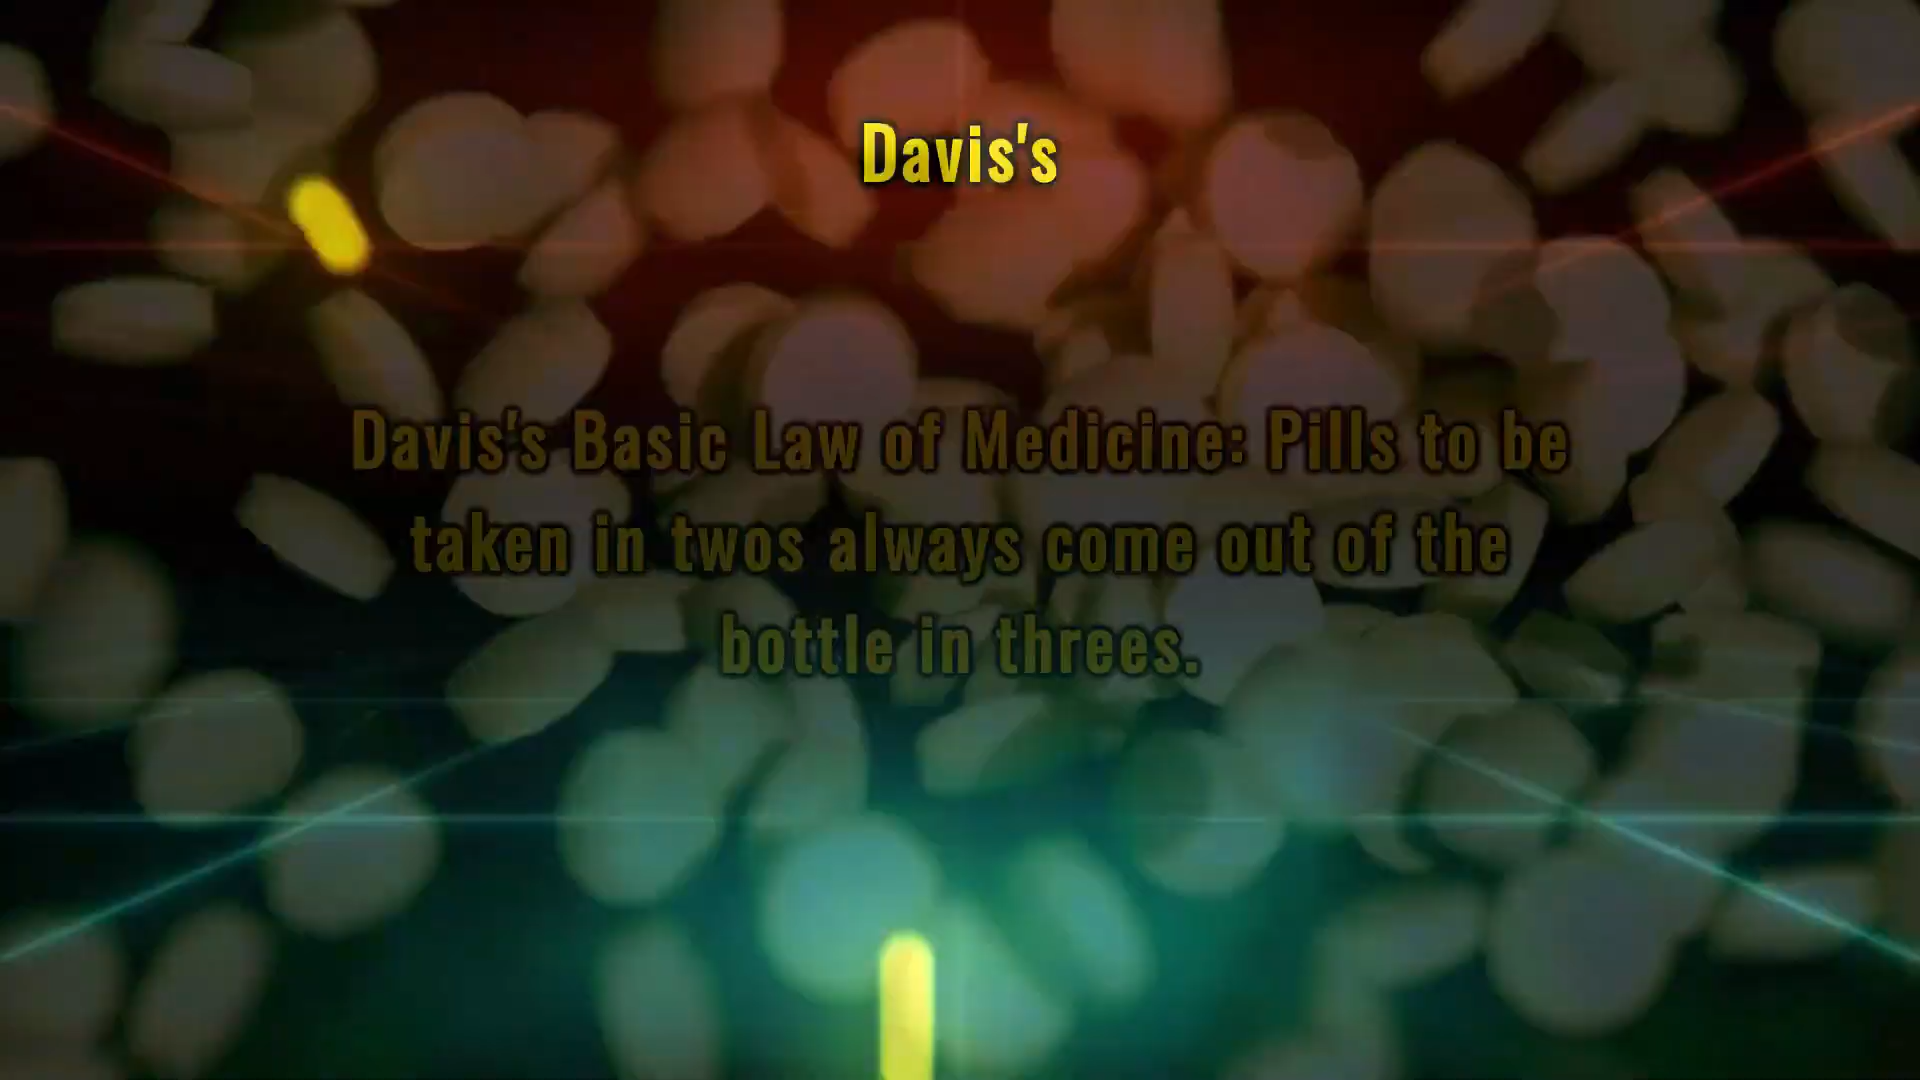 Davis's
Davis's Basic Law of Medicine: Pills to be
taken in twos always come out of the
bottle in threes.